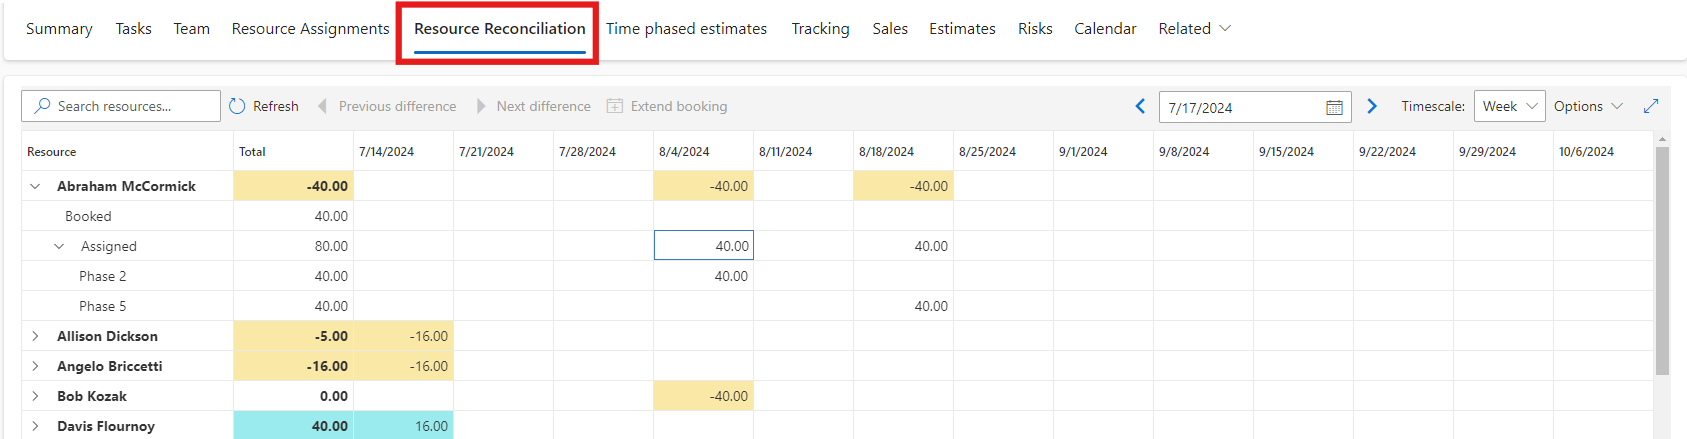 Summary Tasks Team Resource Assignments Resource Reconciliation Time phased estimates Tracking Sales Estimates Risks Calendar Related
Search resources... Refresh Previous difference Next difference Extend booking 7/17/2024 Timescale: Week Options
Resource Total 7/14/2024 7/21/2024 7/28/2024 8/4/2024 8/11/2024 8/18/2024 8/25/2024 9/1/2024 9/8/2024 9/15/2024 9/22/2024 9/29/2024 10/6/2024
Abraham McCormick -40.00 -40.00 -40.00
Booked 40.00
Assigned 80.00 40.00 40.00
Phase 2 40.00 40.00
Phase 5 40.00 40.00
Allison Dickson -5.00 -16.00
Angelo Briccetti -16.00 -16.00
Bob Kozak 0.00 -40.00
Davis Flournoy 40.00 16.00